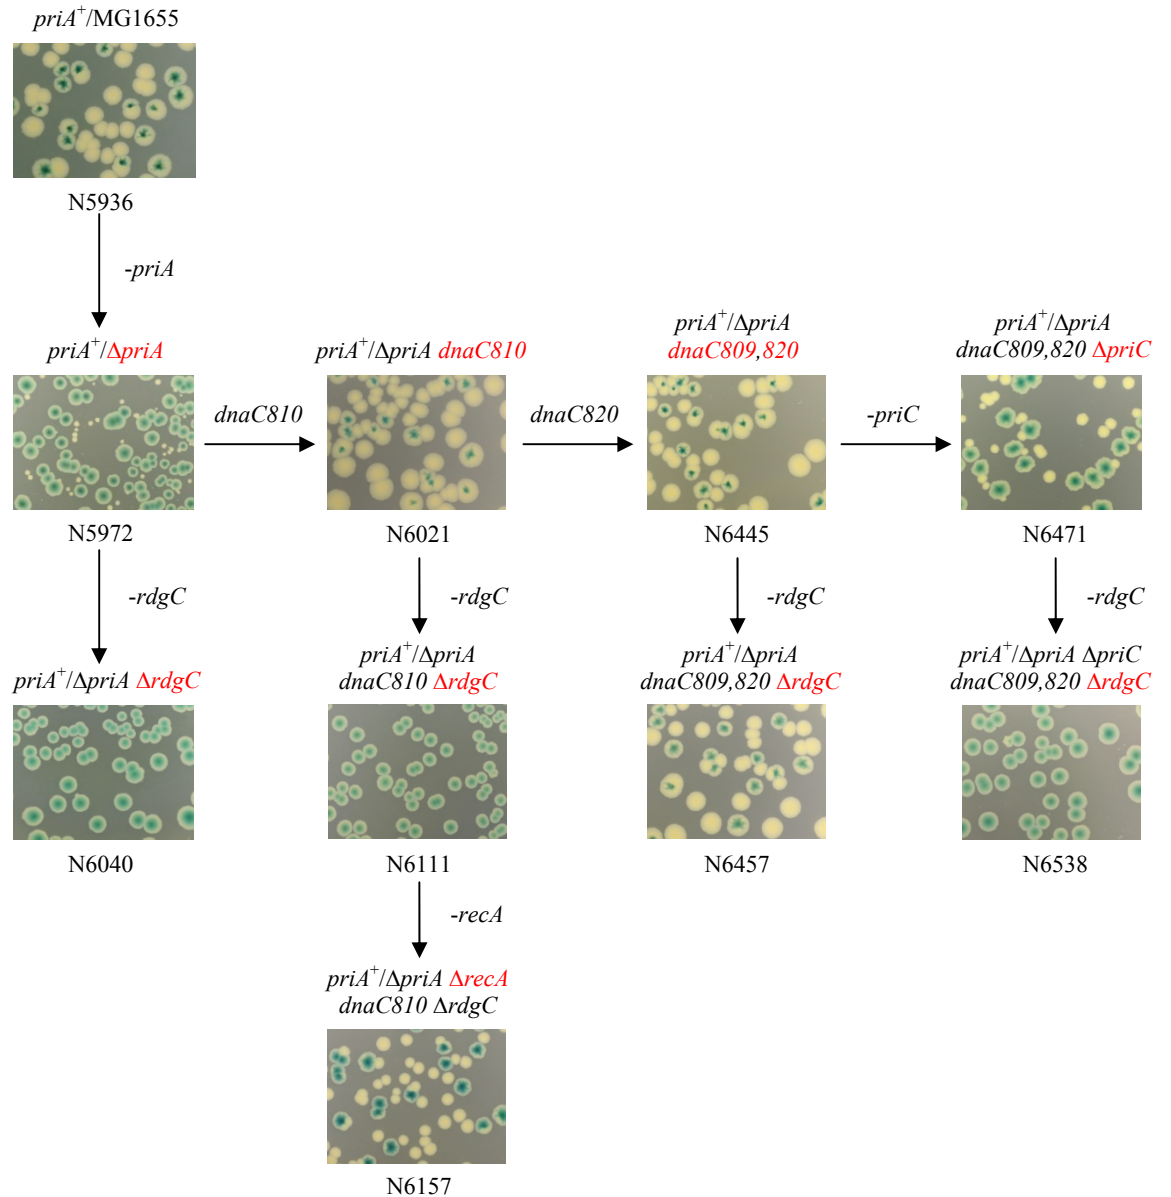 priA+/MG1655
N5936
-priA
priA+/ΔpriA
N5972
dnaC810
priA+/ΔpriA dnaC810
N6021
dnaC820
priA+/ΔpriA
dnaC809,820
N6445
-priC
priA+/ΔpriA
dnaC809,820 ΔpriC
N6471
-rdgC
-rdgC
-rdgC
-rdgC
priA+/ΔpriA ΔrdgC
N6040
priA+/ΔpriA
dnaC810 ΔrdgC
N6111
priA+/ΔpriA
dnaC809,820 ΔrdgC
N6457
priA+/ΔpriA ΔpriC
dnaC809,820 ΔrdgC
N6538
-recA
priA+/ΔpriA ΔrecA
dnaC810 ΔrdgC
N6157